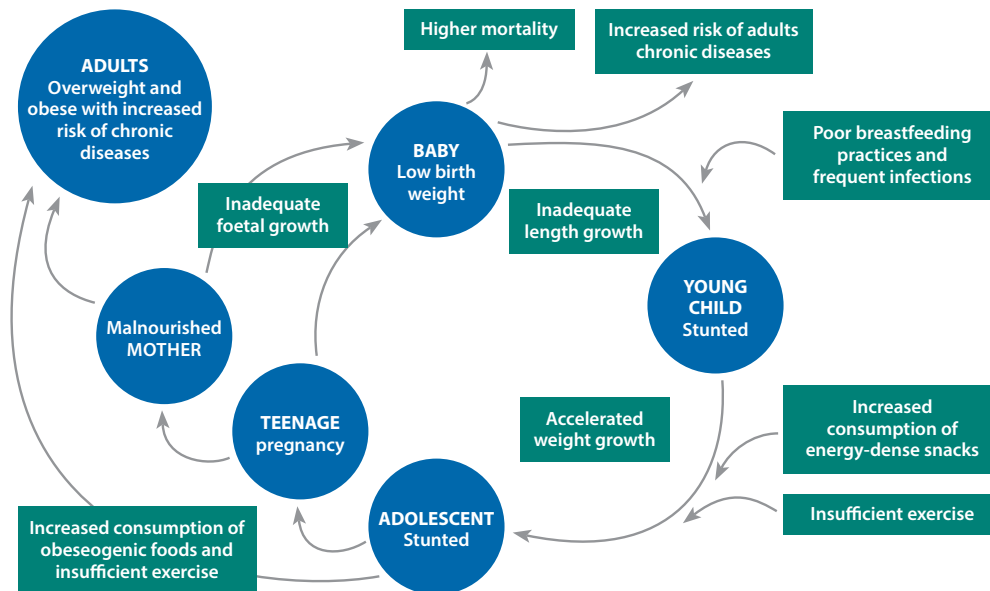 ADULTS
Overweight and
obese with increased
risk of chronic
diseases
Higher mortality
Increased risk of adults
chronic diseases
BABY
Low birth
weight
Poor breastfeeding
practices and
frequent infections
Inadequate
foetal growth
Inadequate
length growth
YOUNG
CHILD
Stunted
Malnourished
MOTHER
TEENAGE
pregnancy
Accelerated
weight growth
Increased
consumption of
energy-dense snacks
Insufficient exercise
ADOLESCENT
Stunted
Increased consumption of
obeseogenic foods and
insufficient exercise